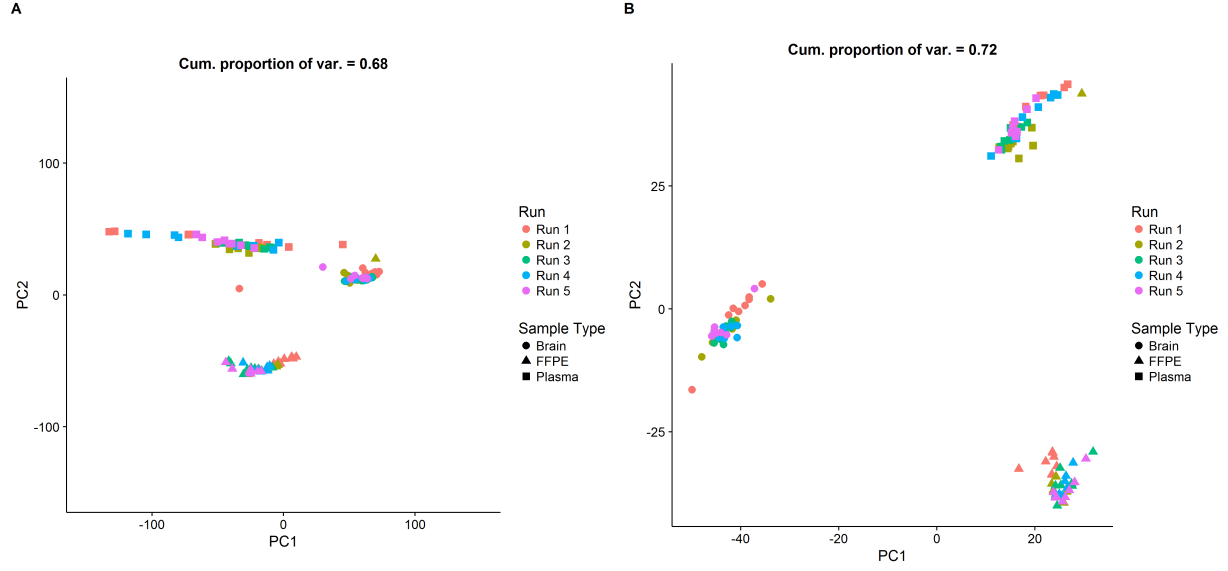 A
Cum. proportion of var. = 0.68
100
0
-100
-100
0
100
PC1
PC2
Run
Run 1
Run 2
Run 3
Run 4
Run 5
Sample Type
Brain
FFPE
Plasma
B
Cum. proportion of var. = 0.72
25
0
-25
-40
-20
0
20
PC1
PC2
Run
Run 1
Run 2
Run 3
Run 4
Run 5
Sample Type
Brain
FFPE
Plasma